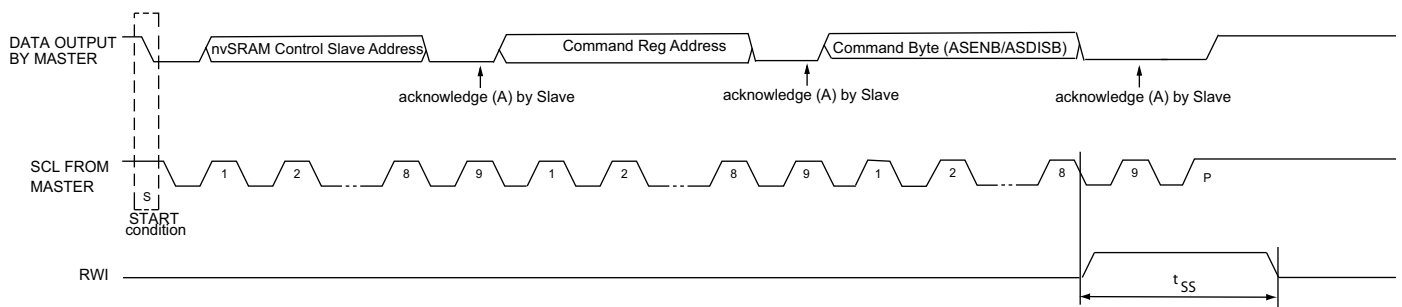 DATA OUTPUT
BY MASTER
nvSRAM Control Slave Address
Command Reg Address
Command Byte (ASENB/ASDISB)
acknowledge (A) by Slave
acknowledge (A) by Slave
acknowledge (A) by Slave
SCL FROM
MASTER
1 2 8 9 1 2 8 9 1 2 8 9
S
P
START
condition
RWI
tSS